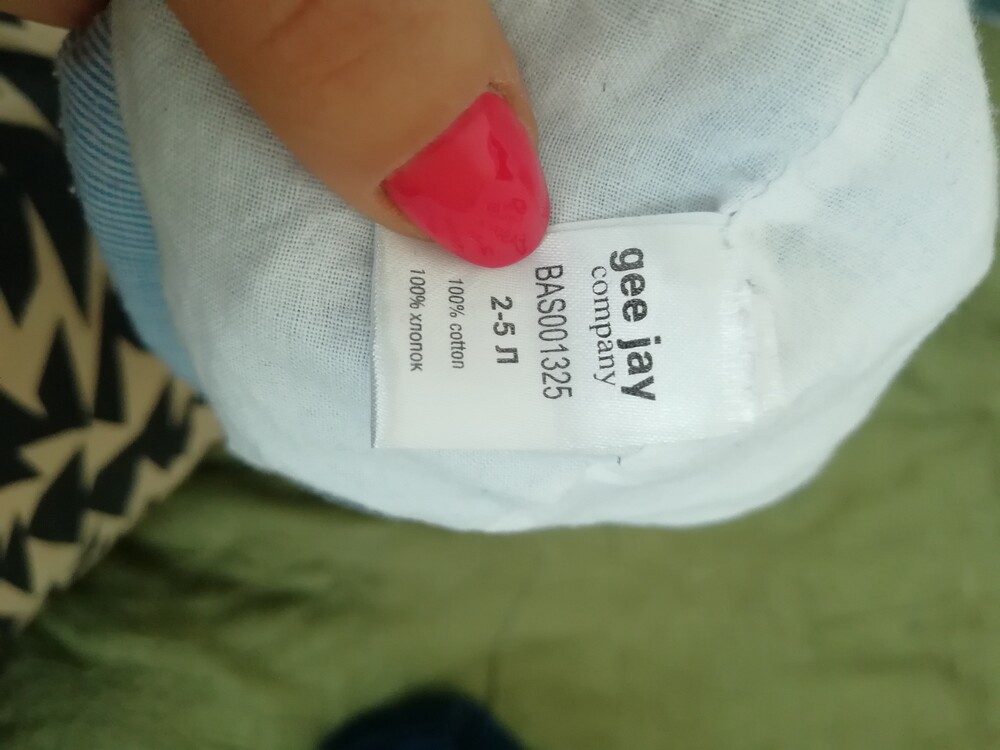 gee jay
company
BAS001325
2-5 Л
100% cotton
100% хлопок